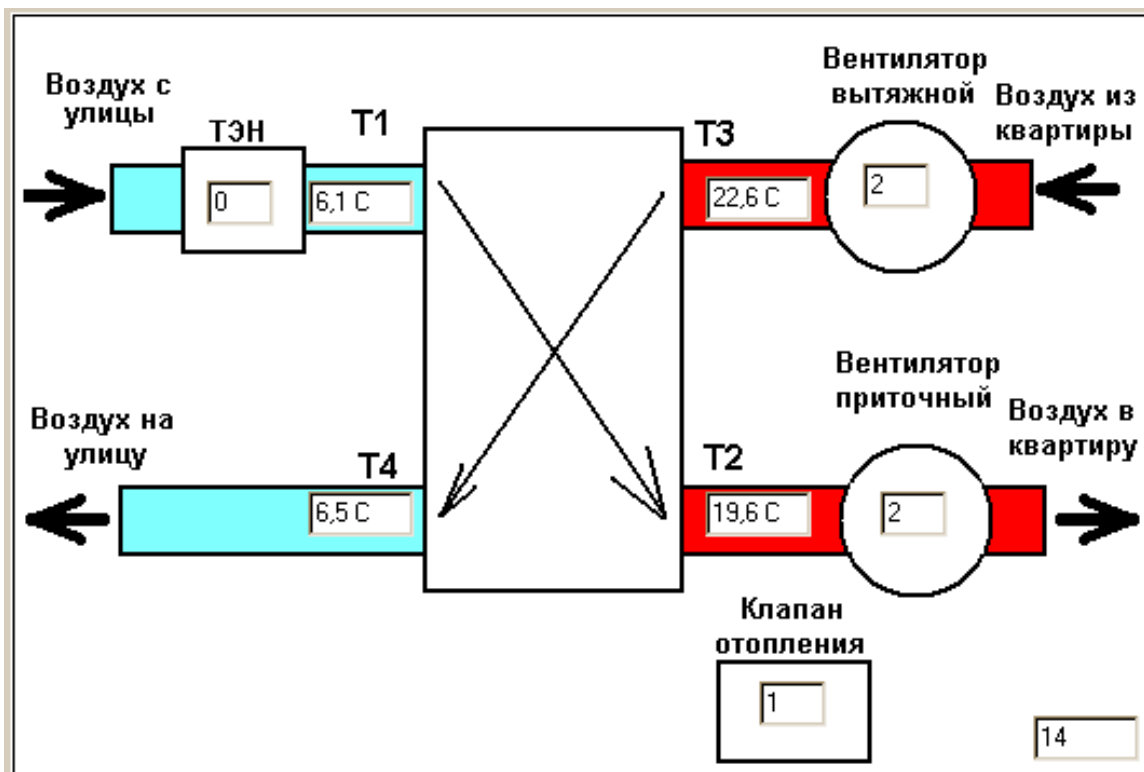 Воздух с
улицы
ТЭН
0
Т1
6,1 С
Т3
22,6 С
Вентилятор
вытяжной
2
Воздух из
квартиры
Воздух на
улицу
Т4
6,5 С
Т2
19,6 С
Вентилятор
приточный
2
Воздух в
квартиру
Клапан
отопления
1
14